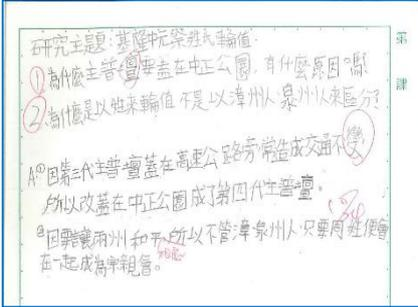 第 課
研究主題：基隆中元祭姓氏輪值
①為什麼主普壇要蓋在中正公園，有什麼原因嗎？
②為什麼是以姓來輪值不是以漳州人、泉州人來區分？
A①因第三代主普壇蓋在高速公路旁常造成交通不便
所以改蓋在中正公園成了第四代主普壇。
②因要讓兩州和平，所以不管漳、泉州人，只要同姓便會
在一起成為宗親會。